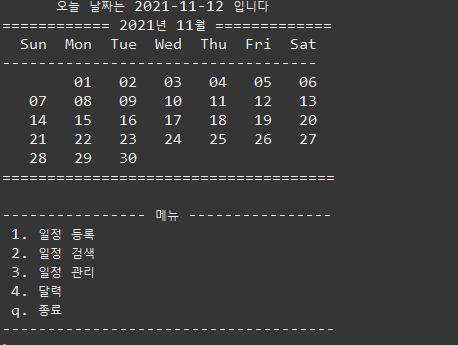 오늘 날짜는 2021-11-12 입니다
============ 2021년 11월 =============
Sun Mon Tue Wed Thu Fri Sat
-----------------------------------
01 02 03 04 05 06
07 08 09 10 11 12 13
14 15 16 17 18 19 20
21 22 23 24 25 26 27
28 29 30
=====================================
---------------- 메뉴 ----------------
1. 일정 등록
2. 일정 검색
3. 일정 관리
4. 달력
q. 종료
-------------------------------------